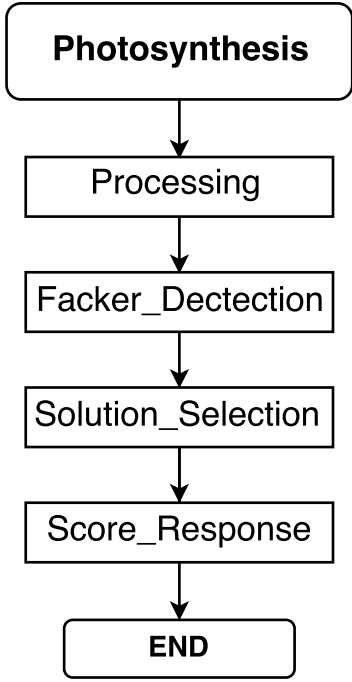 Photosynthesis
Processing
Facker_Dectection
Solution_Selection
Score_Response
END